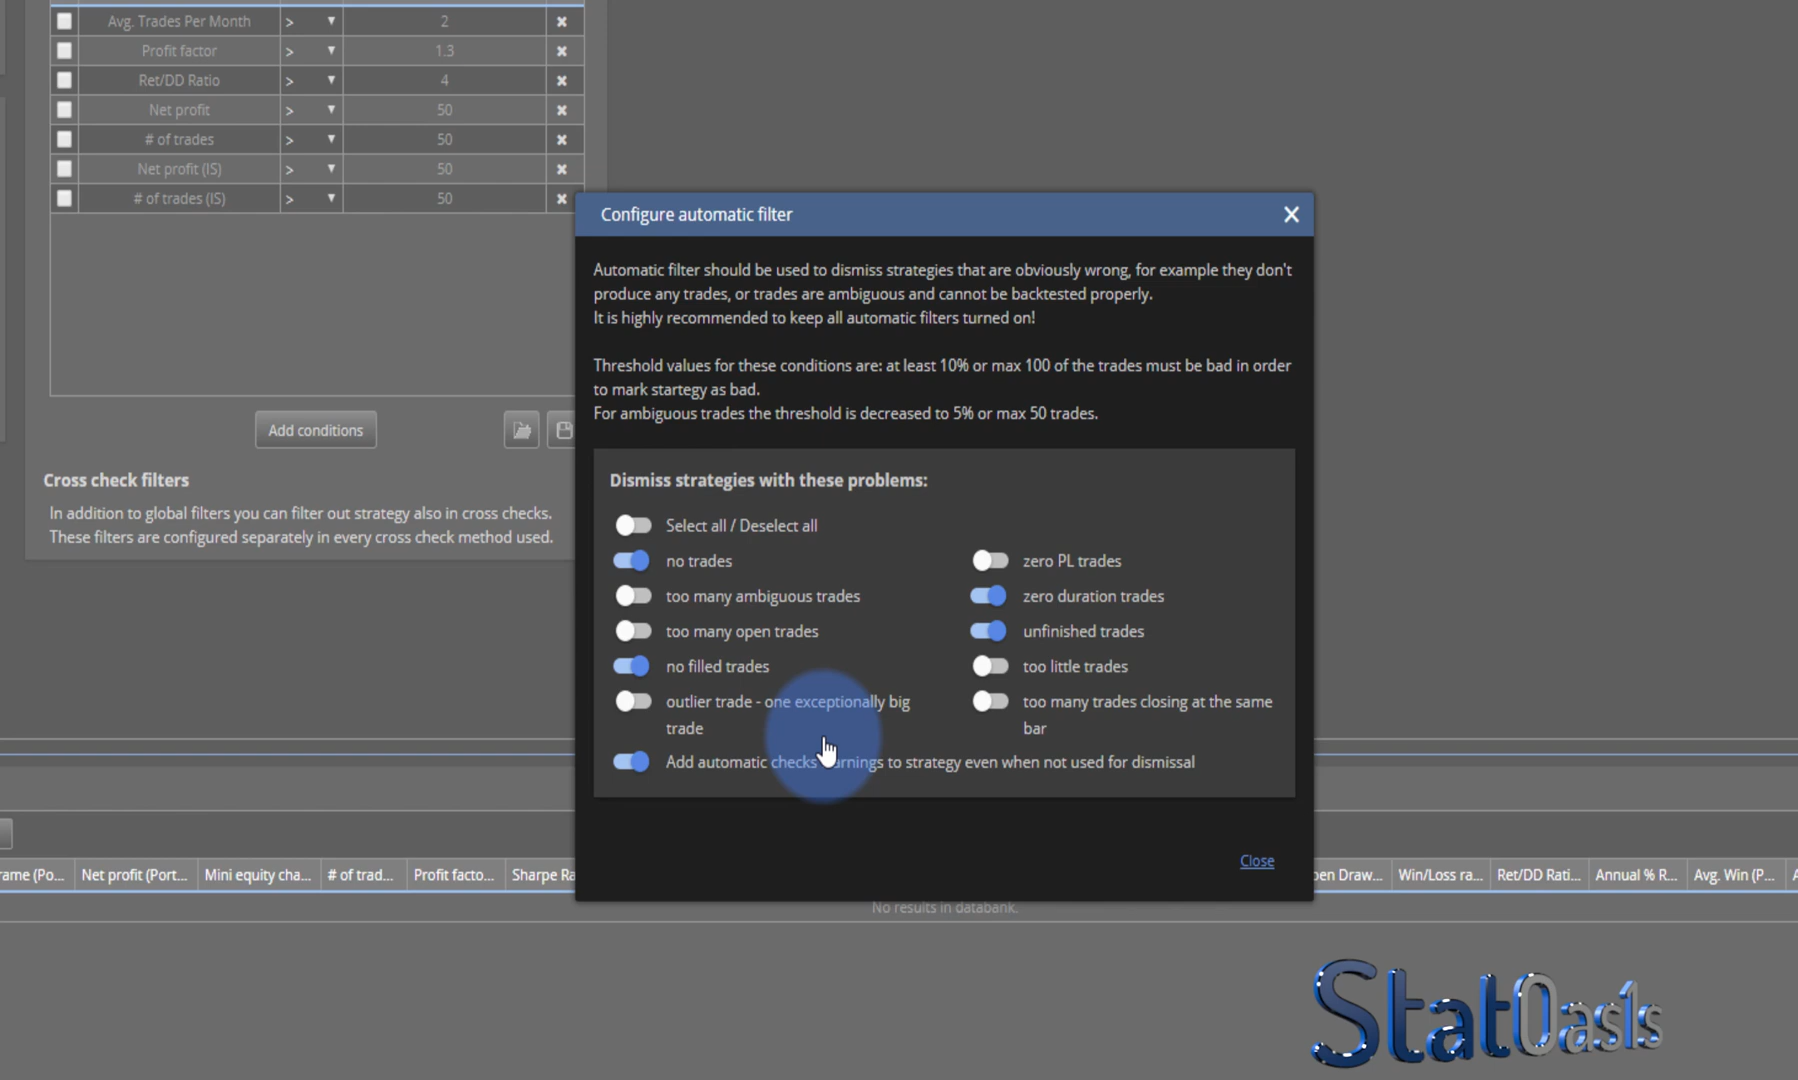 Avg. Trades Per Month > ▼ 2 ✖
Profit factor > ▼ 1.3 ✖
Ret/DD Ratio > ▼ 4 ✖
Net profit > ▼ 50 ✖
# of trades > ▼ 50 ✖
Net profit (IS) > ▼ 50 ✖
# of trades (IS) > ▼ 50 ✖
Add conditions
Cross check filters
In addition to global filters you can filter out strategy also in cross checks.
These filters are configured separately in every cross check method used.
Configure automatic filter
Automatic filter should be used to dismiss strategies that are obviously wrong, for example they don't
produce any trades, or trades are ambiguous and cannot be backtested properly.
It is highly recommended to keep all automatic filters turned on!
Threshold values for these conditions are: at least 10% or max 100 of the trades must be bad in order
to mark startegy as bad.
For ambiguous trades the threshold is decreased to 5% or max 50 trades.
Dismiss strategies with these problems:
Select all / Deselect all
no trades
zero PL trades
too many ambiguous trades
zero duration trades
too many open trades
unfinished trades
no filled trades
too little trades
outlier trade - one exceptionally big
trade
too many trades closing at the same
bar
Add automatic checks to strategy even when not used for dismissal
Close
rame (Po... Net profit (Port... Mini equity cha... # of trad... Profit facto... Sharpe Ra en Draw... Win/Loss ra... Ret/DD Rati... Annual % R... Avg. Win (P...
No results in databank.
StatOasis